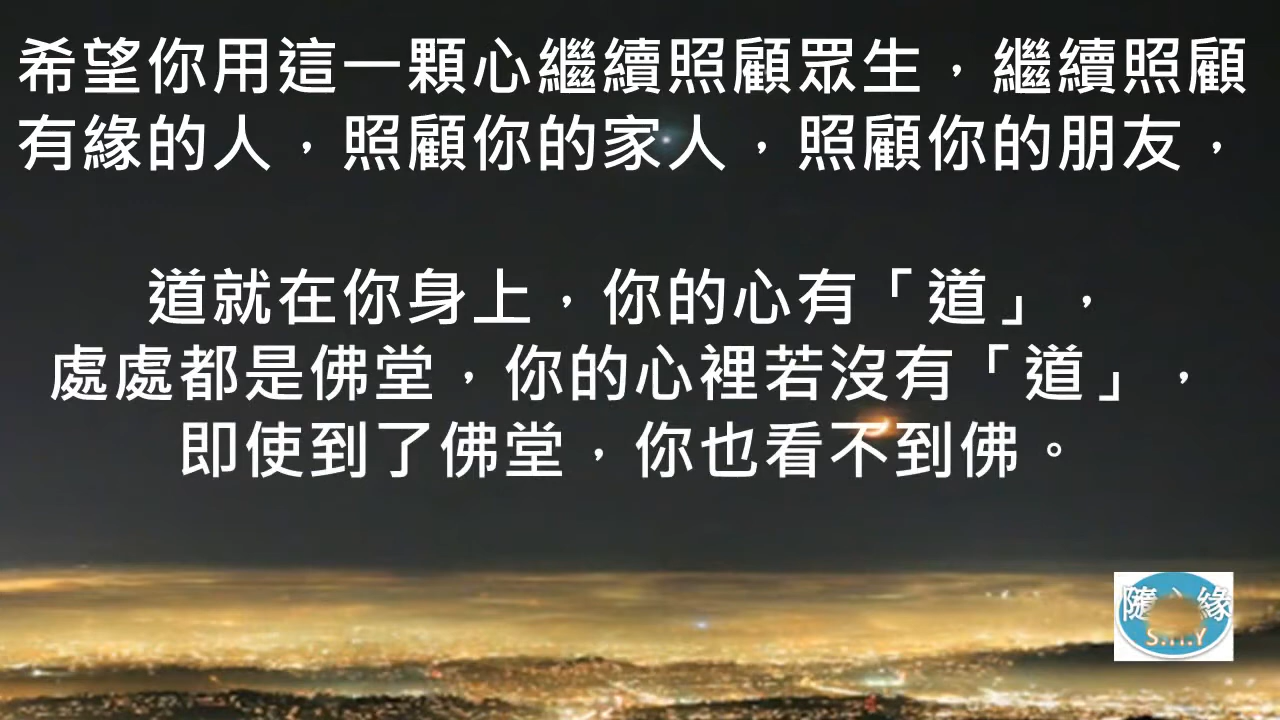 希望你用這一顆心繼續照顧眾生，繼續照顧
有緣的人，照顧你的家人，照顧你的朋友，
道就在你身上，你的心有「道」，
處處都是佛堂，你的心裡若沒有「道」，
即使到了佛堂，你也看不到佛。
隨心緣